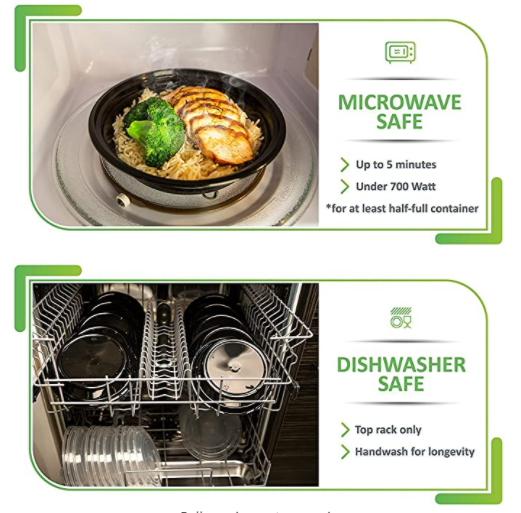 MICROWAVE
SAFE
Up to 5 minutes
Under 700 Watt
*for at least half-full container
DISHWASHER
SAFE
Top rack only
Handwash for longevity